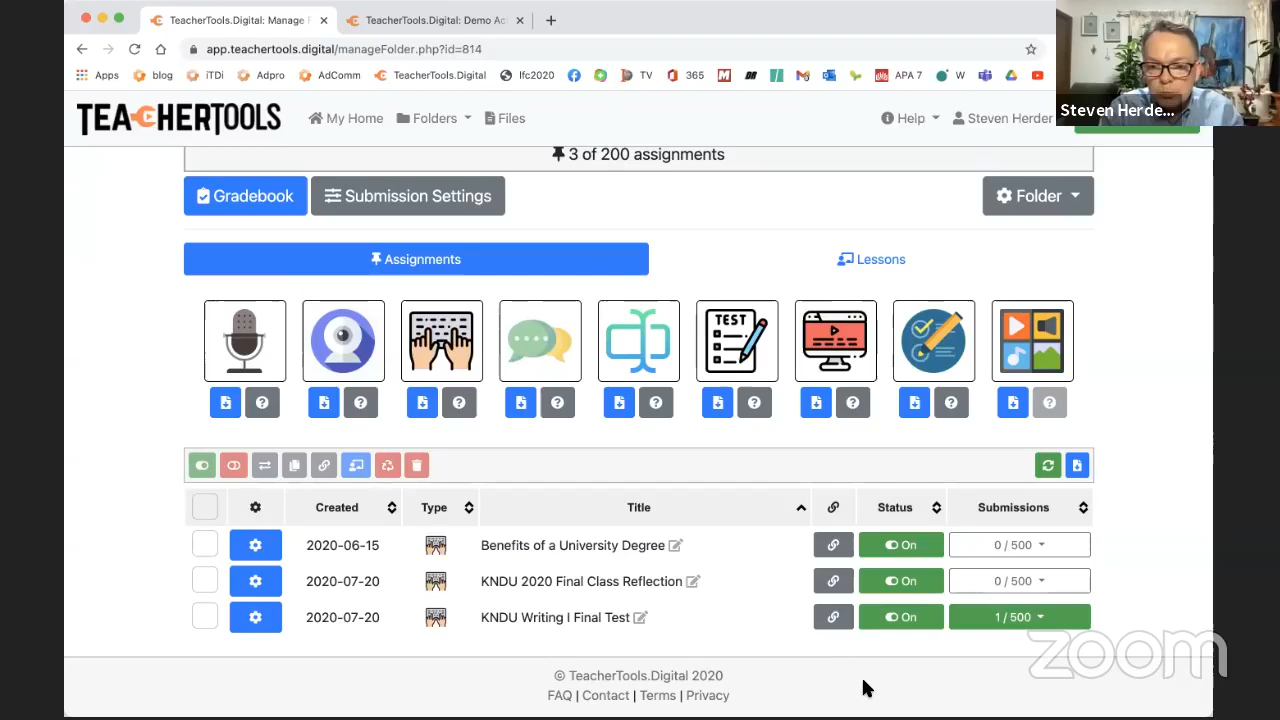 TeacherTools.Digital: Manage F
TeacherTools.Digital: Demo Ac
app.teachertools.digital/manageFolder.php?id=814
Apps blog iTDi Adpro AdComm TeacherTools.Digital lfc2020 TV 365 APA 7 W
Steven Herde...
TEACHERTOOLS
My Home Folders Files Help Steven Herder
3 of 200 assignments
Gradebook Submission Settings Folder
Assignments Lessons
TEST
Created Type Title Status Submissions
2020-06-15 Benefits of a University Degree On 0 / 500
2020-07-20 KNDU 2020 Final Class Reflection On 0 / 500
2020-07-20 KNDU Writing I Final Test On 1 / 500
zoom
© TeacherTools.Digital 2020
FAQ | Contact | Terms | Privacy